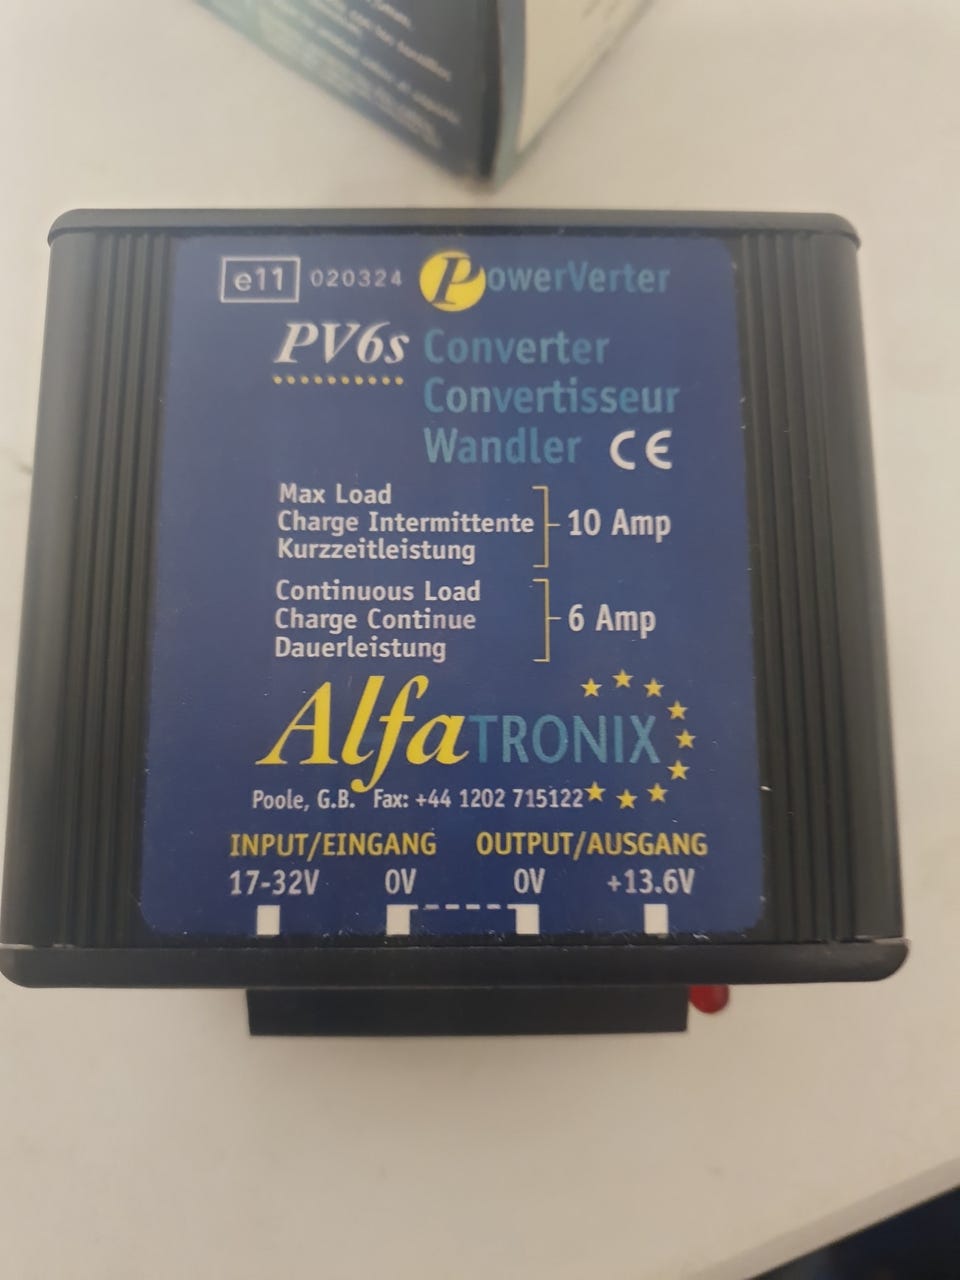 e11 020324 PowerVerter
PV6s Converter
Convertisseur
Wandler CE
Max Load
Charge Intermittente 10 Amp
Kurzzeitleistung
Continuous Load
Charge Continue 6 Amp
Dauerleistung
AlfaTRONIX
Poole, G.B. Fax: +44 1202 715122
INPUT/EINGANG OUTPUT/AUSGANG
17-32V 0V 0V +13.6V